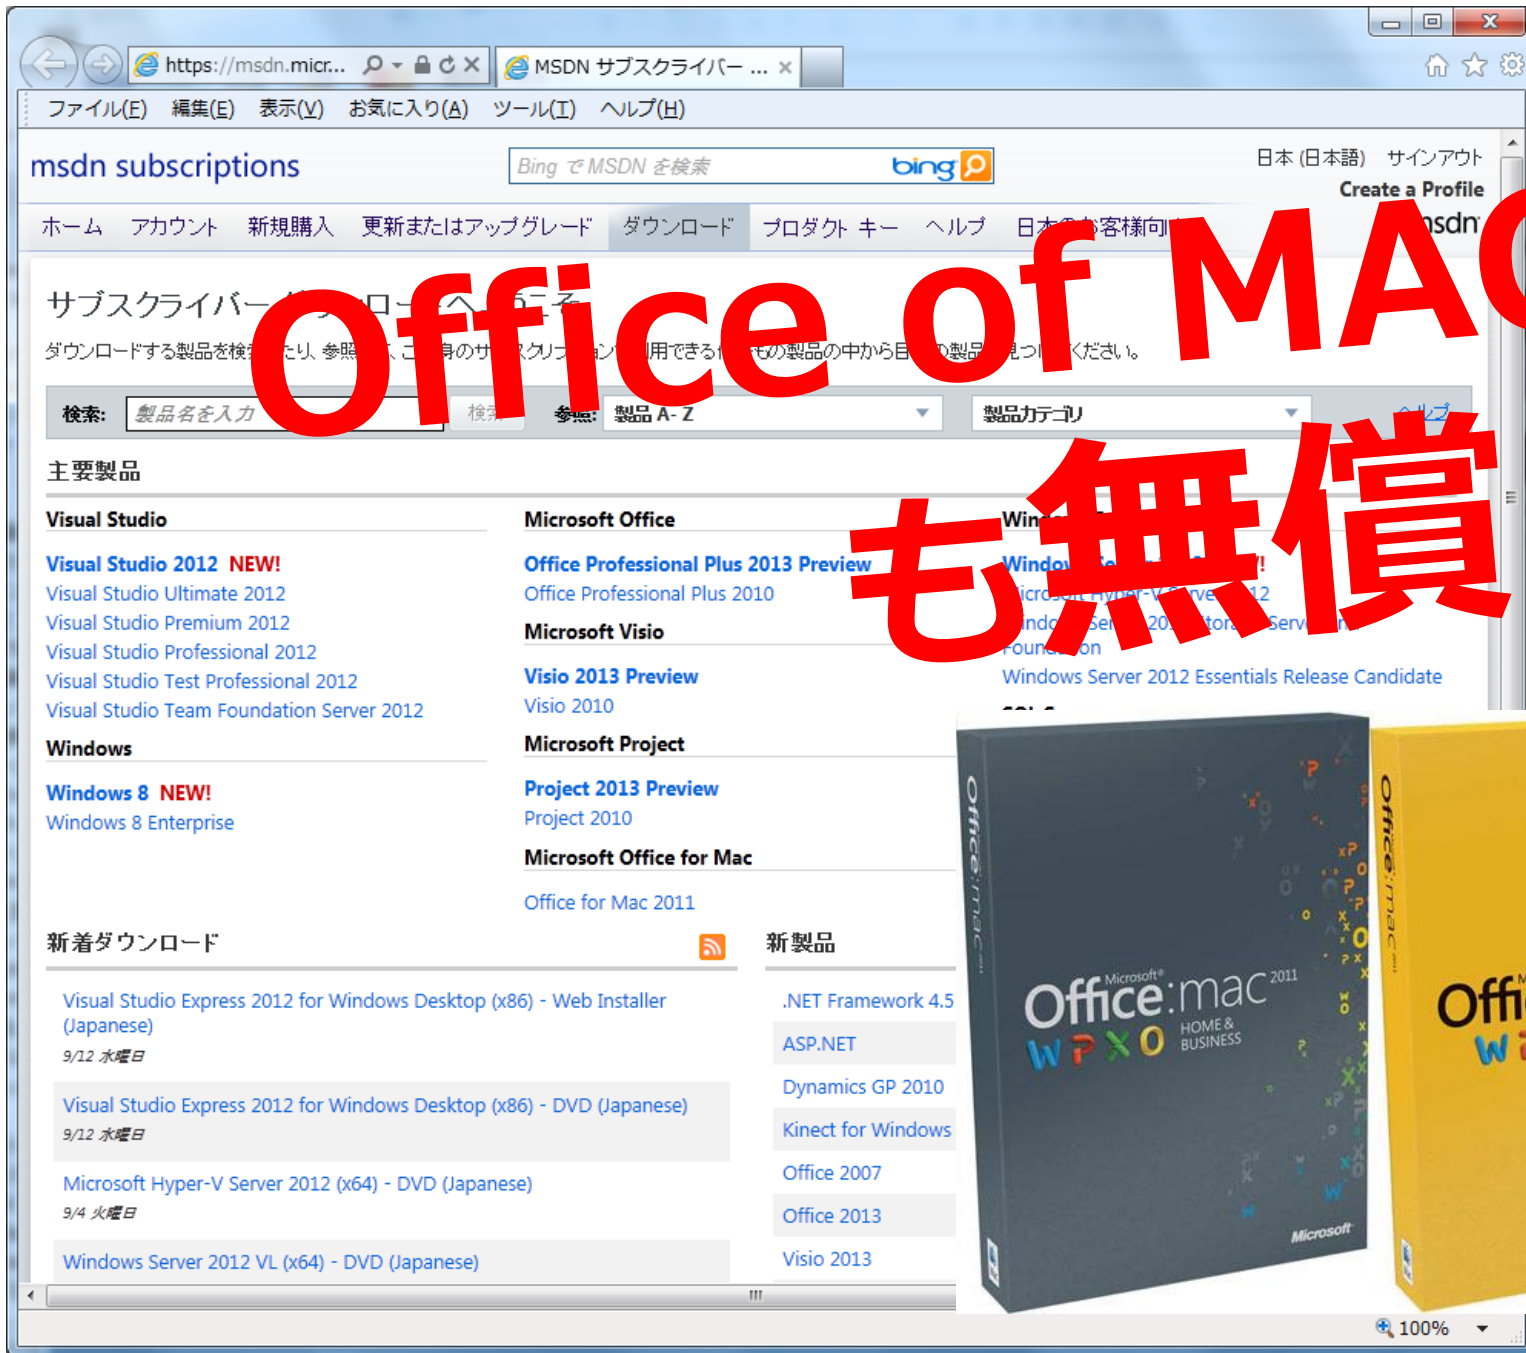 https://msdn.micr...
MSDN サブスクライバー ...
ファイル(F) 編集(E) 表示(V) お気に入り(A) ツール(T) ヘルプ(H)
msdn subscriptions
Bing で MSDN を検索
bing
日本 (日本語) サインアウト
Create a Profile
ホーム アカウント 新規購入 更新またはアップグレード ダウンロード プロダクト キー ヘルプ
msdn
Office of MAC
も無償
検索: 製品名を入力 検索 参照: 製品 A- Z 製品カテゴリ ヘルプ
主要製品
Visual Studio
Visual Studio 2012 NEW!
Visual Studio Ultimate 2012
Visual Studio Premium 2012
Visual Studio Professional 2012
Visual Studio Test Professional 2012
Visual Studio Team Foundation Server 2012
Windows
Windows 8 NEW!
Windows 8 Enterprise
Microsoft Office
Office Professional Plus 2013 Preview
Office Professional Plus 2010
Microsoft Visio
Visio 2013 Preview
Visio 2010
Microsoft Project
Project 2013 Preview
Project 2010
Microsoft Office for Mac
Office for Mac 2011
Windows Server 2012 Essentials Release Candidate
新着ダウンロード
Visual Studio Express 2012 for Windows Desktop (x86) - Web Installer
(Japanese)
9/12 水曜日
Visual Studio Express 2012 for Windows Desktop (x86) - DVD (Japanese)
9/12 水曜日
Microsoft Hyper-V Server 2012 (x64) - DVD (Japanese)
9/4 火曜日
Windows Server 2012 VL (x64) - DVD (Japanese)
新製品
.NET Framework 4.5
ASP.NET
Dynamics GP 2010
Kinect for Windows
Office 2007
Office 2013
Visio 2013
Office:mac
Microsoft
Office:mac 2011
W P X O HOME &
BUSINESS
Microsoft
Office:mac
100%